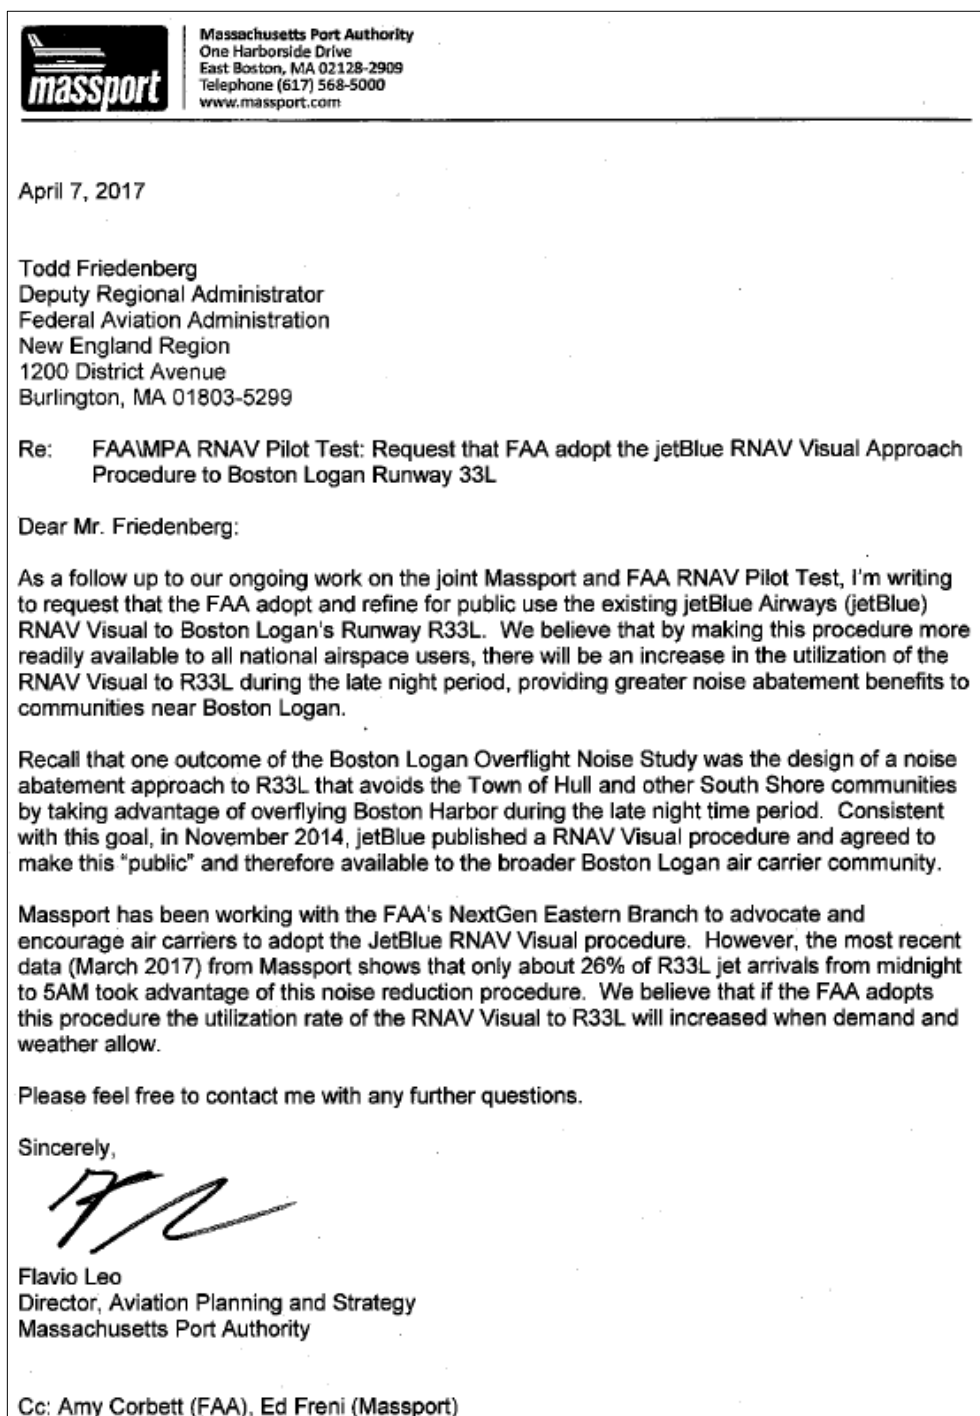 massport
Massachusetts Port Authority
One Harborside Drive
East Boston, MA 02128-2909
Telephone (617) 568-5000
www.massport.com
April 7, 2017
Todd Friedenberg
Deputy Regional Administrator
Federal Aviation Administration
New England Region
1200 District Avenue
Burlington, MA 01803-5299
Re: FAA\MPA RNAV Pilot Test: Request that FAA adopt the jetBlue RNAV Visual Approach
Procedure to Boston Logan Runway 33L
Dear Mr. Friedenberg:
As a follow up to our ongoing work on the joint Massport and FAA RNAV Pilot Test, I'm writing
to request that the FAA adopt and refine for public use the existing jetBlue Airways (jetBlue)
RNAV Visual to Boston Logan's Runway R33L. We believe that by making this procedure more
readily available to all national airspace users, there will be an increase in the utilization of the
RNAV Visual to R33L during the late night period, providing greater noise abatement benefits to
communities near Boston Logan.
Recall that one outcome of the Boston Logan Overflight Noise Study was the design of a noise
abatement approach to R33L that avoids the Town of Hull and other South Shore communities
by taking advantage of overflying Boston Harbor during the late night time period. Consistent
with this goal, in November 2014, jetBlue published a RNAV Visual procedure and agreed to
make this “public” and therefore available to the broader Boston Logan air carrier community.
Massport has been working with the FAA's NextGen Eastern Branch to advocate and
encourage air carriers to adopt the JetBlue RNAV Visual procedure. However, the most recent
data (March 2017) from Massport shows that only about 26% of R33L jet arrivals from midnight
to 5AM took advantage of this noise reduction procedure. We believe that if the FAA adopts
this procedure the utilization rate of the RNAV Visual to R33L will increased when demand and
weather allow.
Please feel free to contact me with any further questions.
Sincerely,
Flavio Leo
Director, Aviation Planning and Strategy
Massachusetts Port Authority
Cc: Amy Corbett (FAA), Ed Freni (Massport)